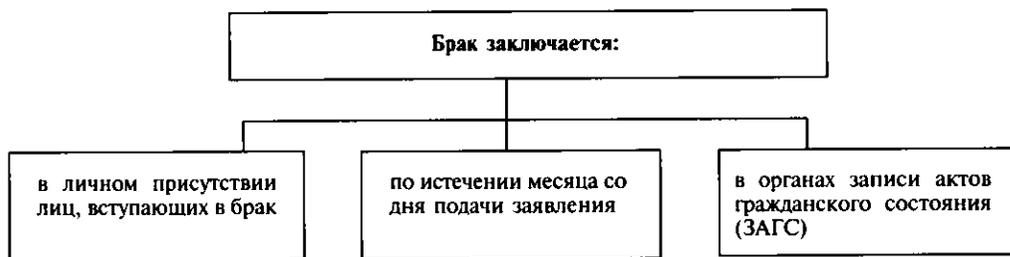 Брак заключается:
в личном присутствии
лиц, вступающих в брак
по истечении месяца со
дня подачи заявления
в органах записи актов
гражданского состояния
(ЗАГС)